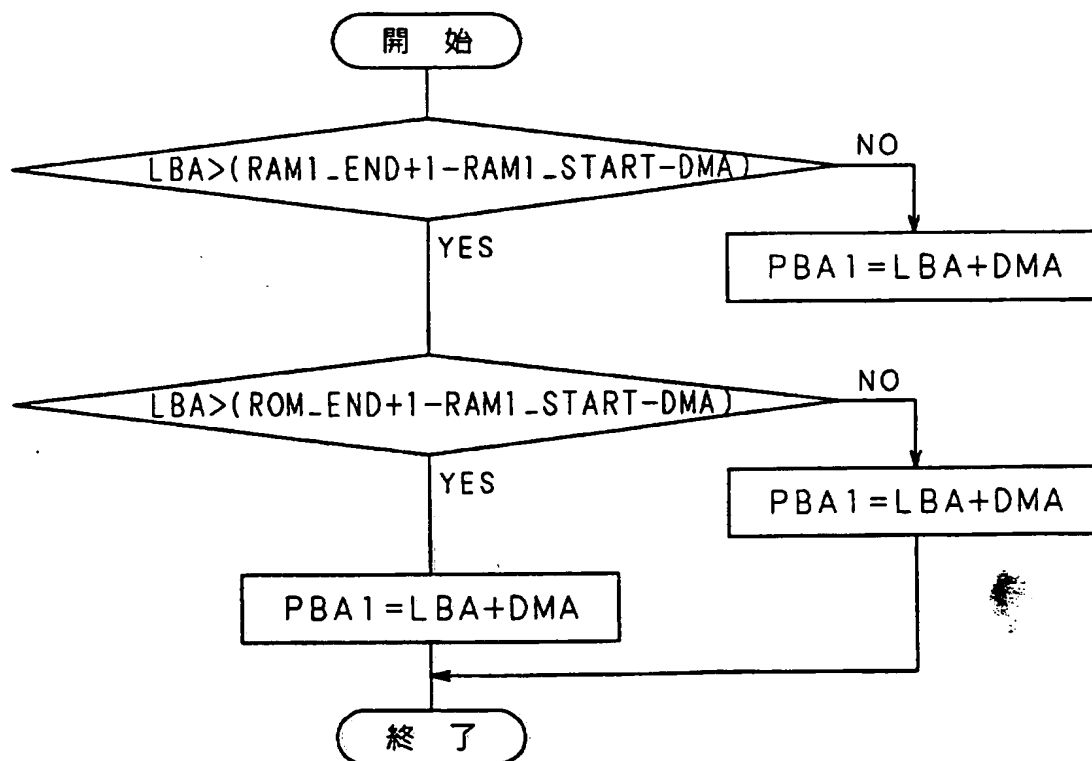 開 始
LBA>(RAM1_END+1-RAM1_START-DMA)
NO
YES
PBA1=LBA+DMA
LBA>(ROM_END+1-RAM1_START-DMA)
NO
YES
PBA1=LBA+DMA
PBA1=LBA+DMA
終 了